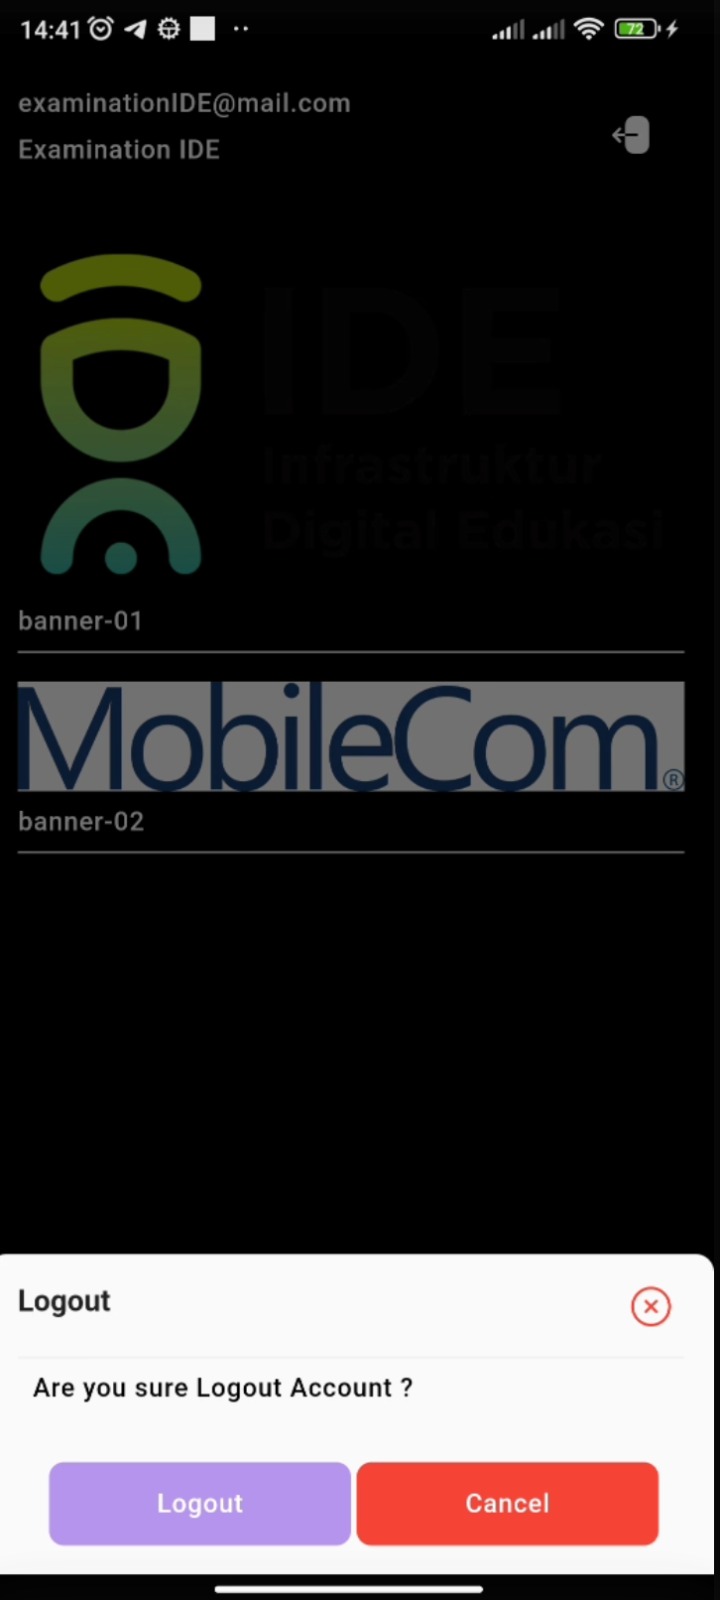 14:41
72
examinationIDE@mail.com
Examination IDE
IDE
Infrastruktur
Digital Edukasi
banner-01
MobileCom®
banner-02
Logout
Are you sure Logout Account ?
Logout
Cancel